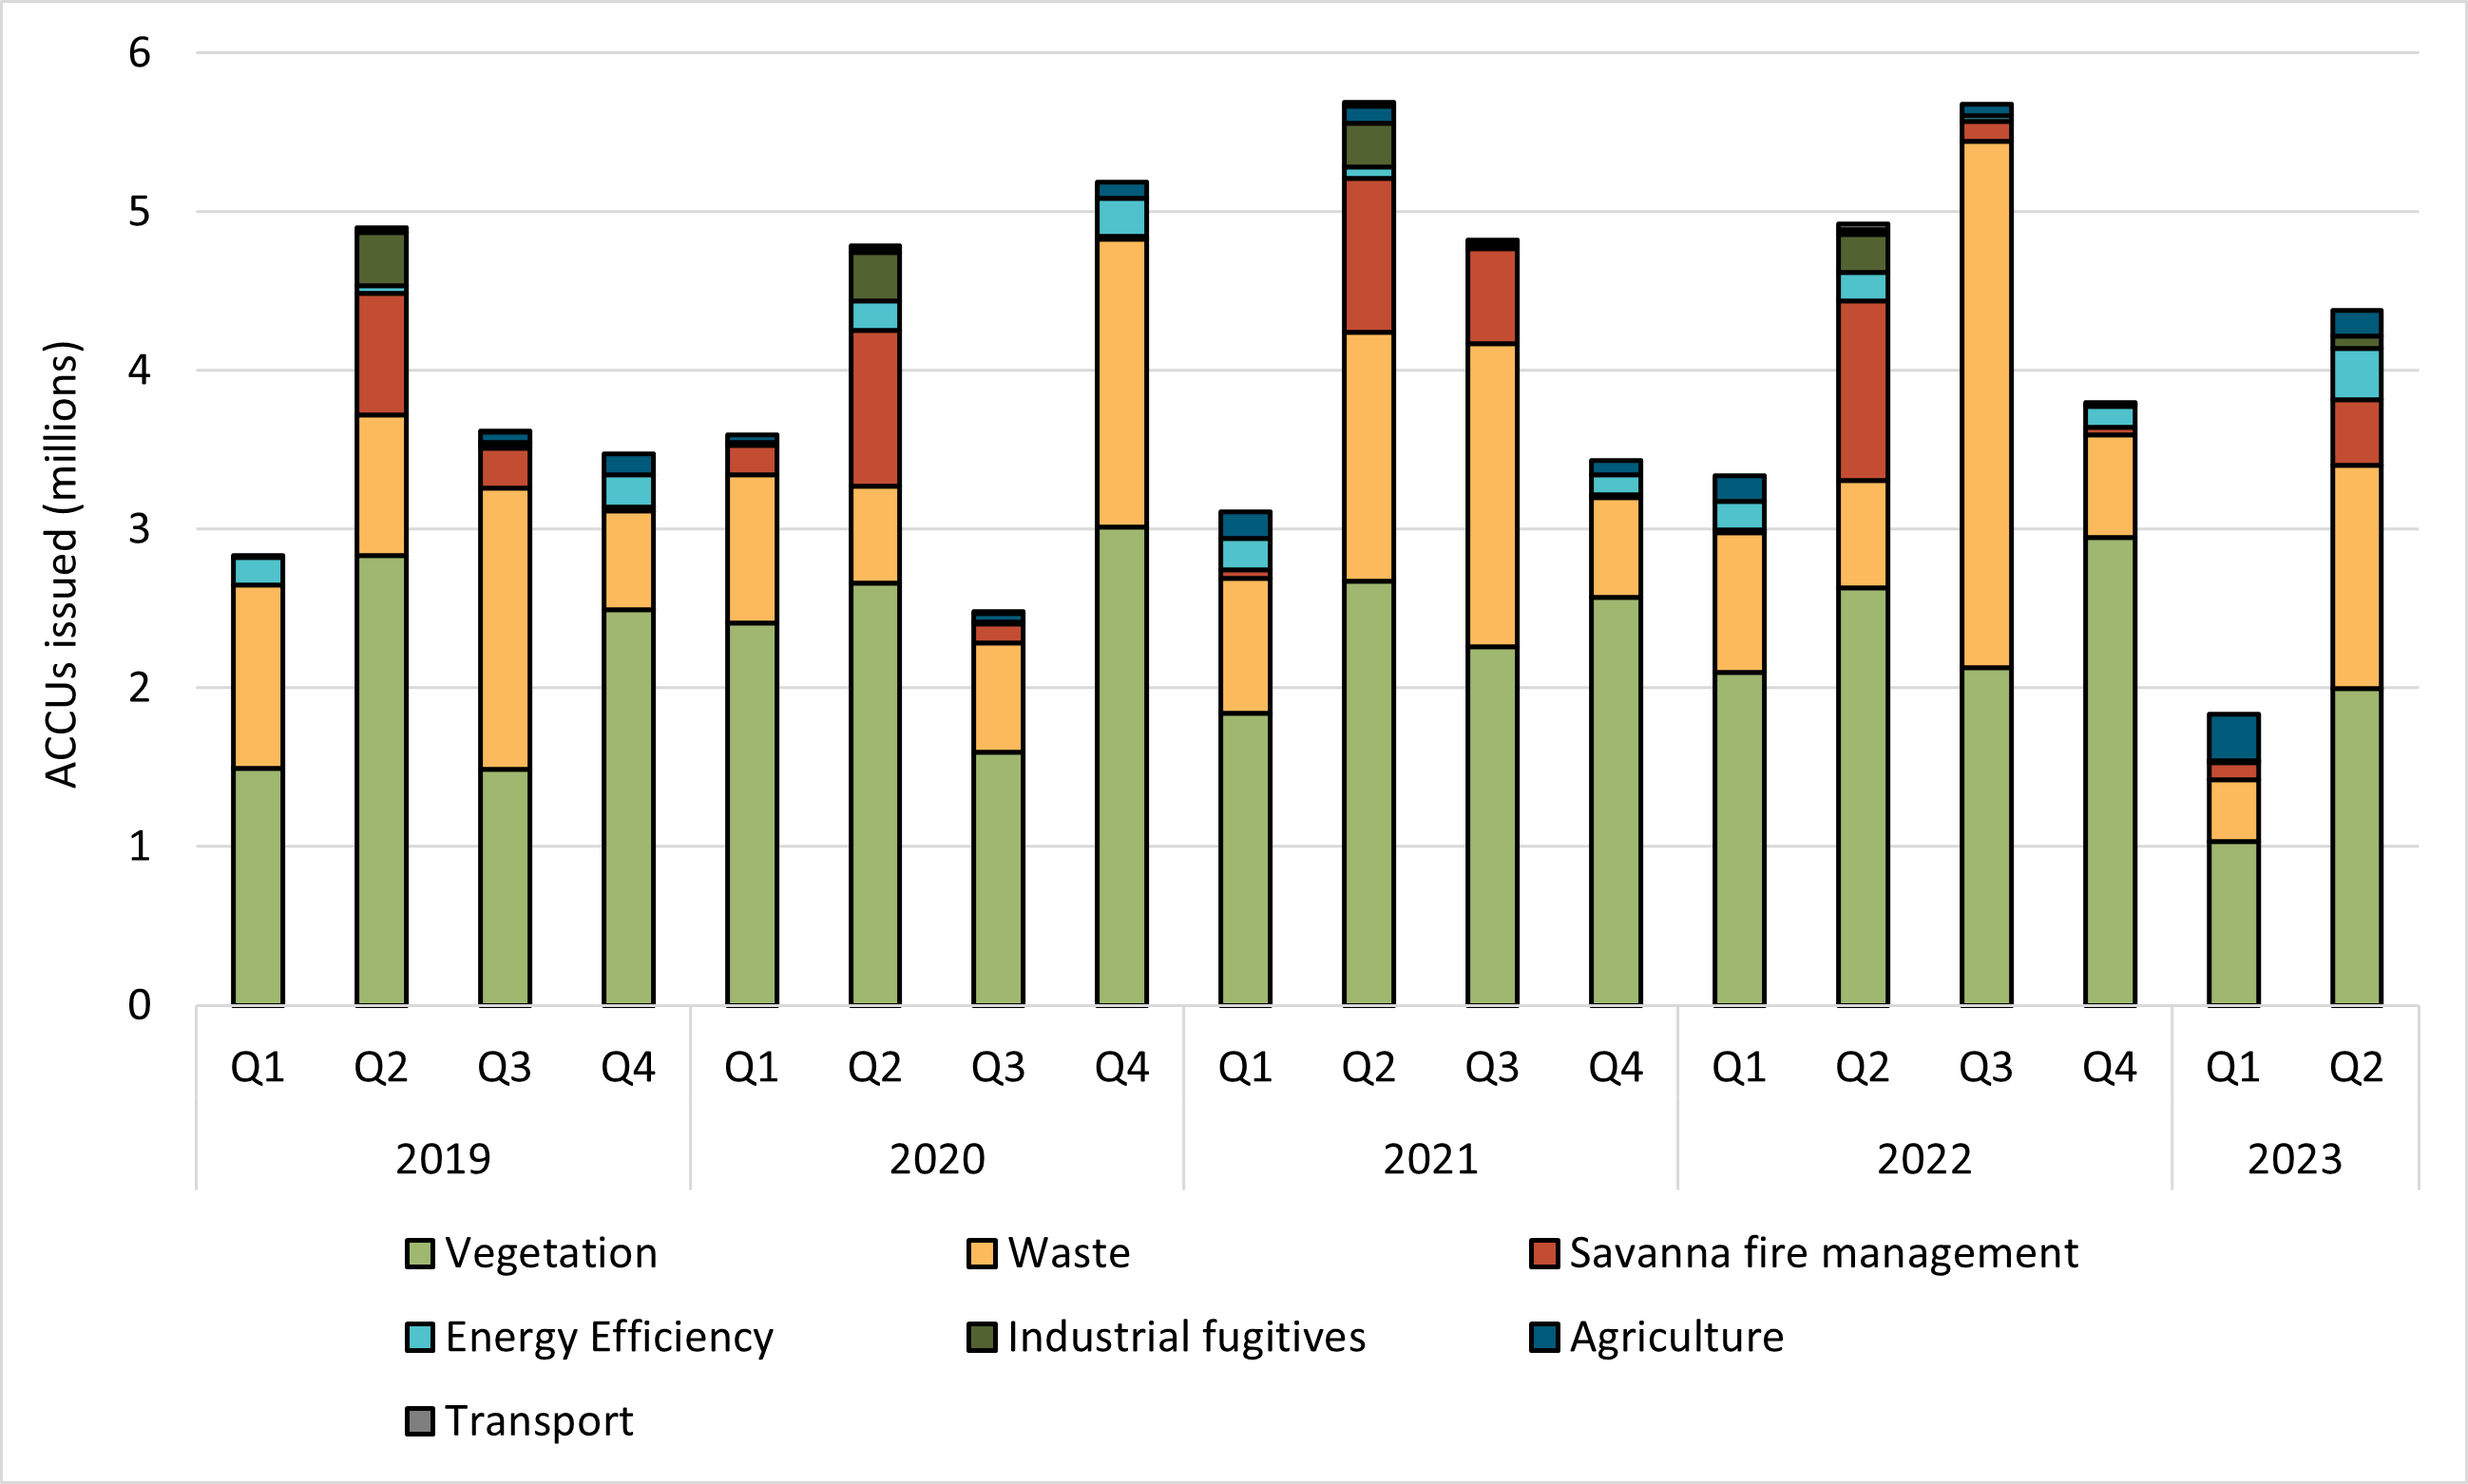 6
5
4
3
2
1
0
ACCUs issued (millions)
Q1 Q2 Q3 Q4 Q1 Q2 Q3 Q4 Q1 Q2 Q3 Q4 Q1 Q2 Q3 Q4 Q1 Q2
2019 2020 2021 2022 2023
Vegetation Waste Savanna fire management
Energy Efficiency Industrial fugitives Agriculture
Transport